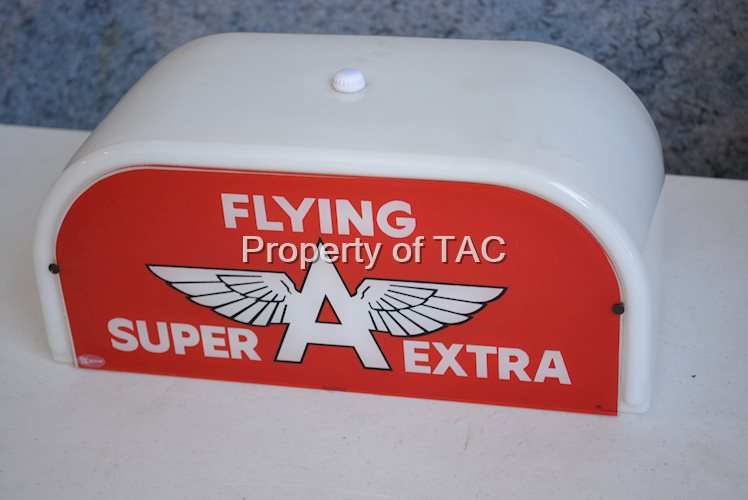 FLYING
Property of TAC
A
SUPER EXTRA